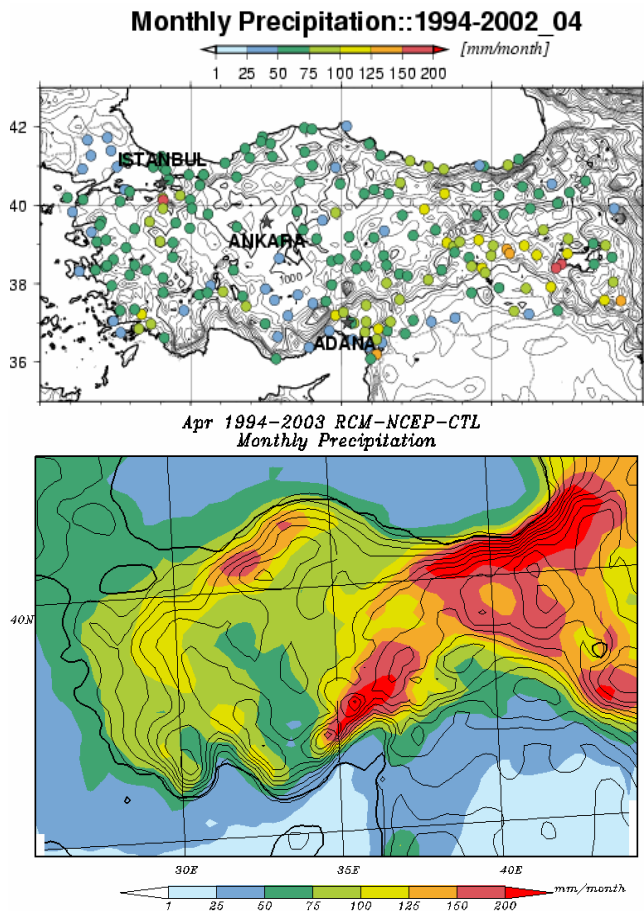 Monthly Precipitation::1994-2002_04
[mm/month]
1 25 50 75 100 125 150 200
42
ISTANBUL
40
ANKARA
38
1000
ADANA
36
Apr 1994-2003 RCM-NCEP-CTL
Monthly Precipitation
40N
30E 35E 40E
mm/month
1 25 50 75 100 125 150 200